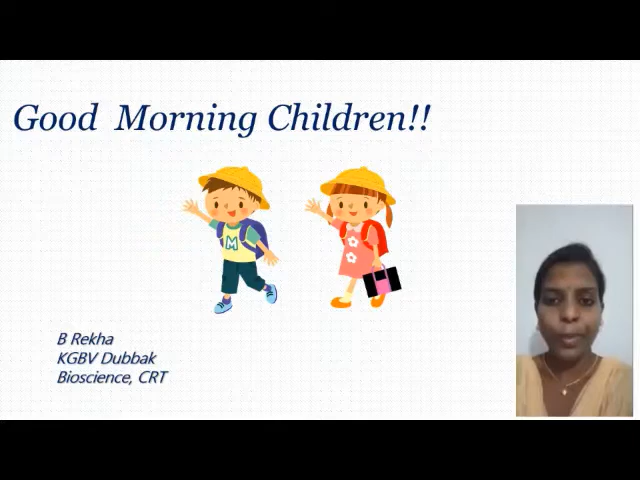 Good Morning Children!!
M
B Rekha
KGBV Dubbak
Bioscience, CRT